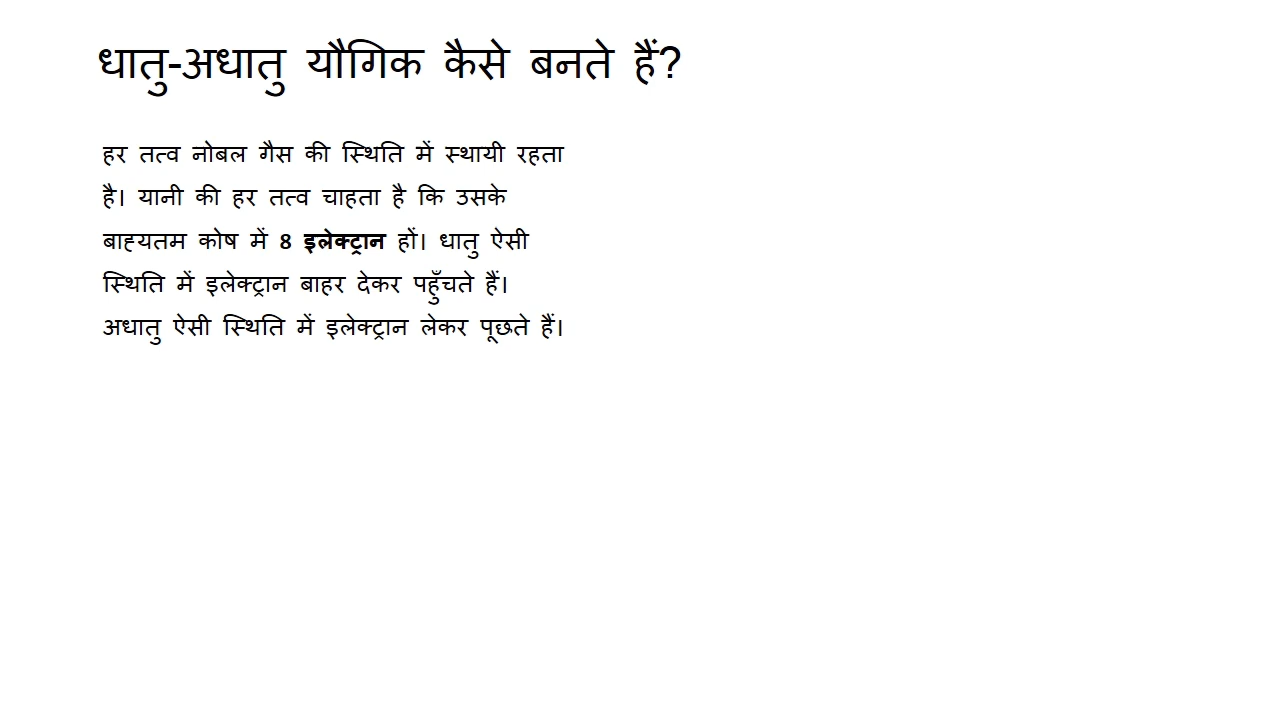 धातु-अधातु यौगिक कैसे बनते हैं?
हर तत्व नोबल गैस की स्थिति में स्थायी रहता
है। यानी की हर तत्व चाहता है कि उसके
बाह्यतम कोष में 8 इलेक्ट्रान हों। धातु ऐसी
स्थिति में इलेक्ट्रान बाहर देकर पहुँचते हैं।
अधातु ऐसी स्थिति में इलेक्ट्रान लेकर पूछते हैं।